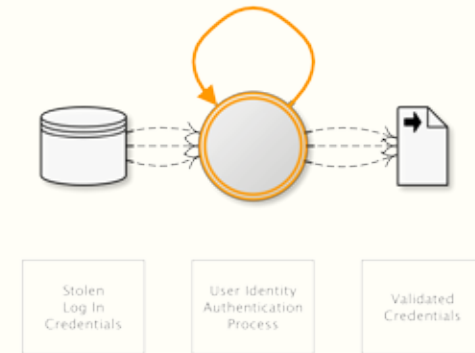 Stolen
Log In
Credentials
User Identity
Authentication
Process
Validated
Credentials